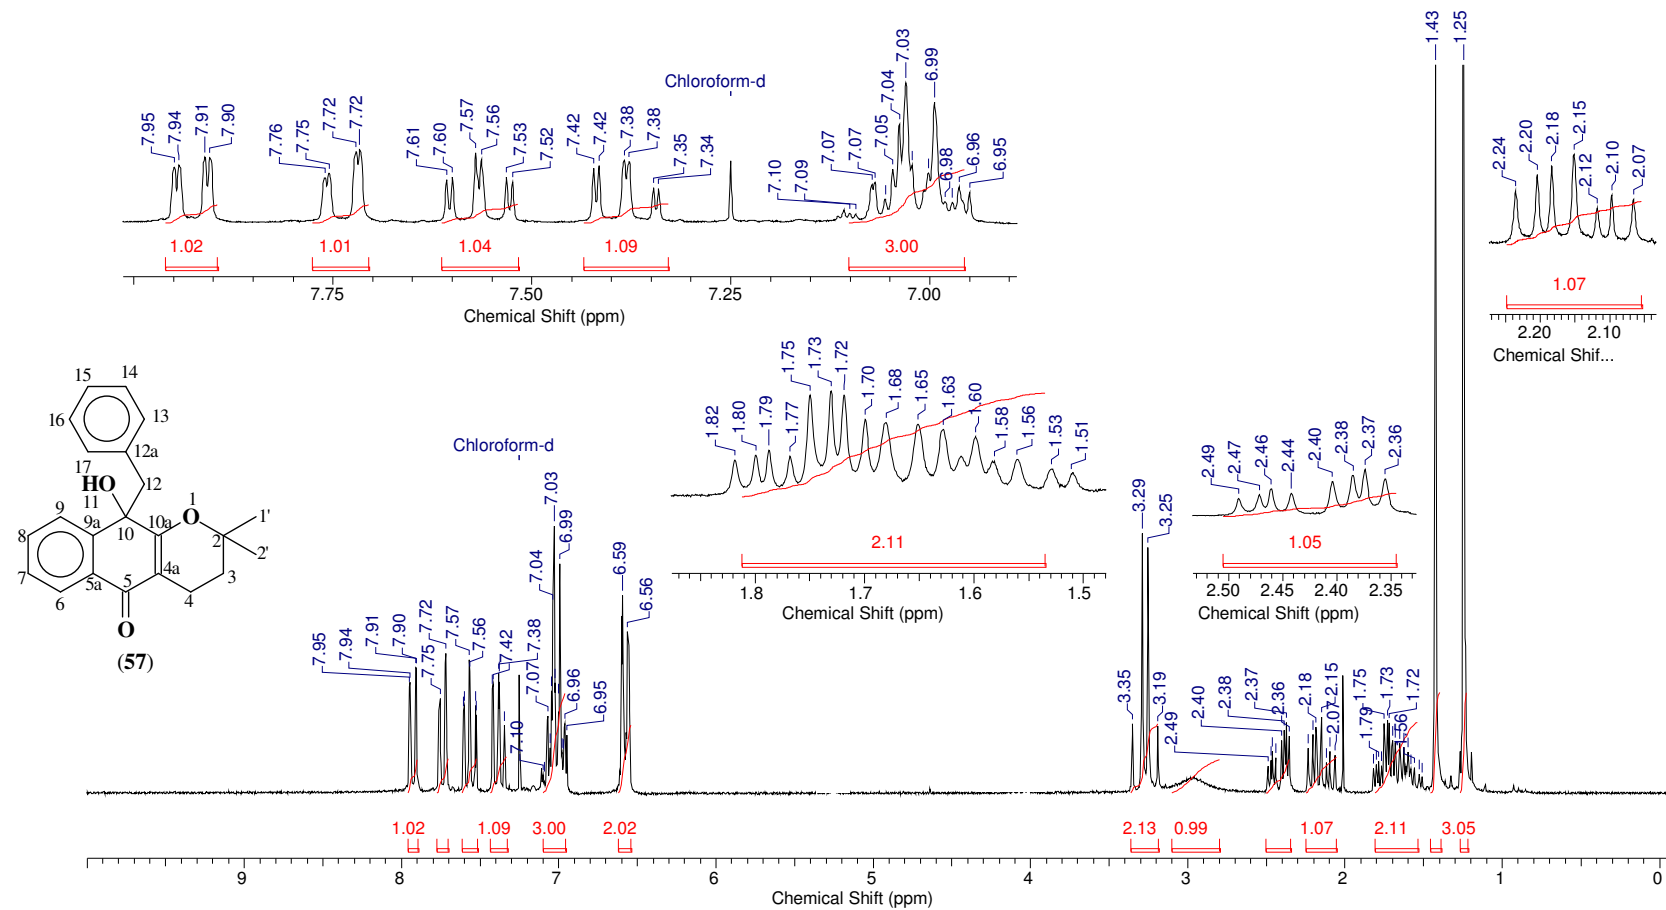 7.95 7.94 7.91 7.90 7.76 7.75 7.72 7.72 7.61 7.60 7.57 7.56 7.53 7.52 7.42 7.42 7.38 7.38 7.35 7.34 7.10 7.09 7.07 7.07 7.05 7.04 7.03 6.99 6.98 6.96 6.95
Chloroform-d
1.02 1.01 1.04 1.09 3.00
7.75 7.50 7.25 7.00
Chemical Shift (ppm)
1.43 1.25
2.24 2.20 2.18 2.15 2.12 2.10 2.07
1.07
2.20 2.10
Chemical Shif...
1.82 1.80 1.79 1.77 1.75 1.73 1.72 1.70 1.68 1.65 1.63 1.60 1.58 1.56 1.53 1.51
2.11
1.8 1.7 1.6 1.5
Chemical Shift (ppm)
2.49 2.47 2.46 2.44 2.40 2.38 2.37 2.36
1.05
2.50 2.45 2.40 2.35
Chemical Shift (ppm)
15 14
16 13
17 12a
HO 12
11 1
9 9a 10 10a O 1'
8 2 2'
7 5a 5 4a 3
6 4
O
(57)
Chloroform-d
7.95 7.94 7.91 7.90 7.75 7.72 7.57 7.56 7.42 7.38 7.10 7.07 7.04 7.03 6.99 6.96 6.95 6.59 6.56
3.35 3.29 3.25 3.19 2.49 2.40 2.38 2.37 2.36 2.18 2.15 2.07 1.79 1.75 1.73 1.72 1.56
1.02 1.09 3.00 2.02 2.13 0.99 1.07 2.11 3.05
9 8 7 6 5 4 3 2 1 0
Chemical Shift (ppm)